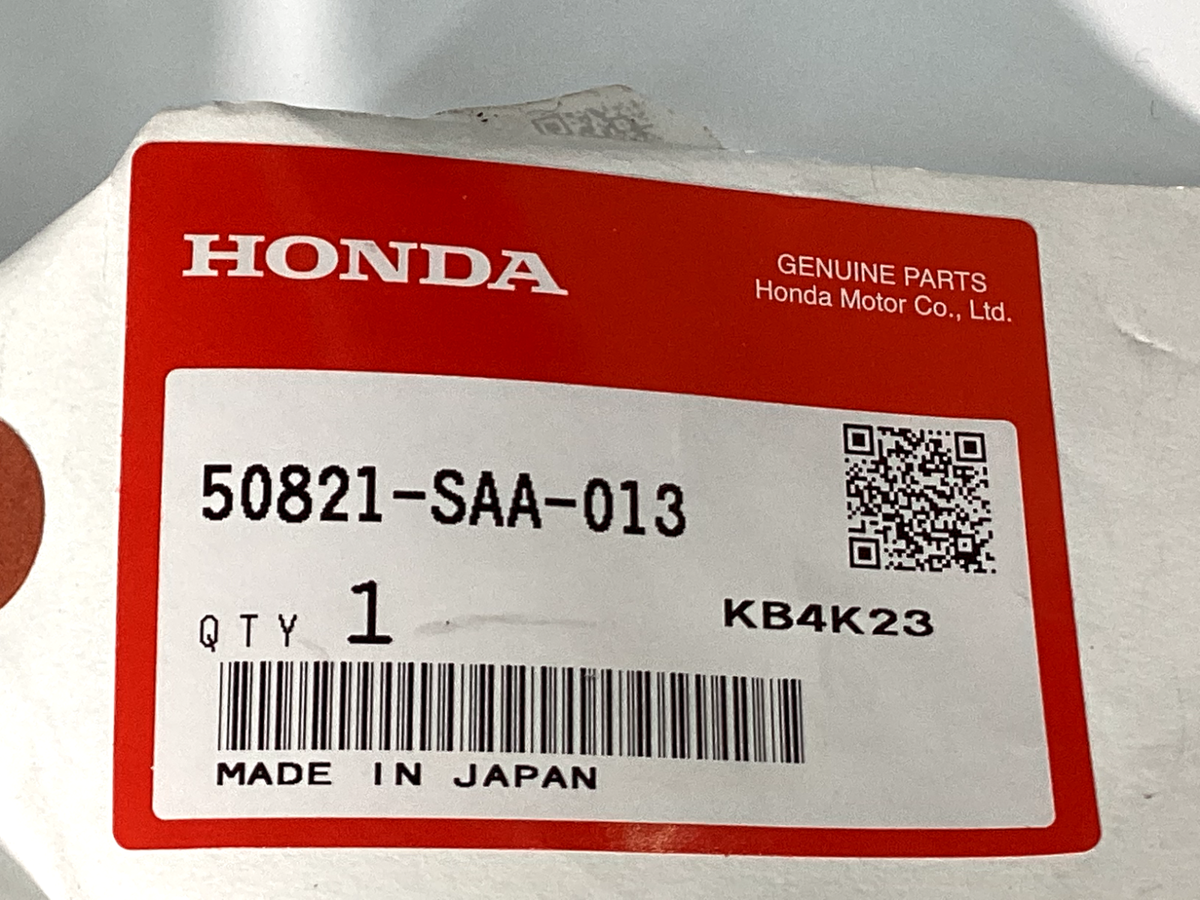 HONDA
GENUINE PARTS
Honda Motor Co., Ltd.
50821-SAA-013
QTY 1
KB4K23
MADE IN JAPAN